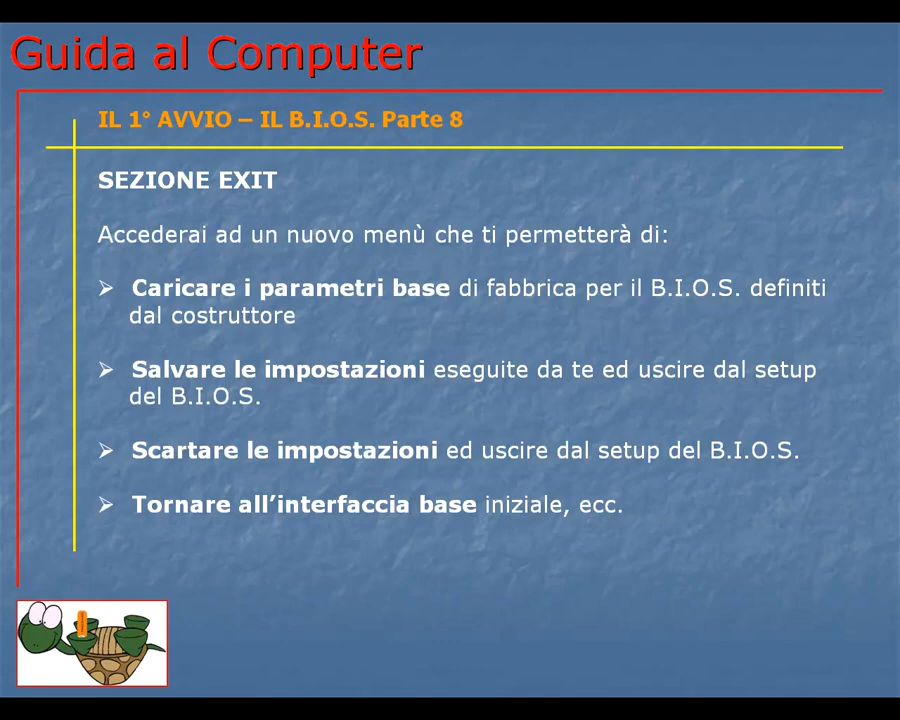 Guida al Computer
IL 1° AVVIO – IL B.I.O.S. Parte 8
SEZIONE EXIT
Accederai ad un nuovo menù che ti permetterà di:
➢ Caricare i parametri base di fabbrica per il B.I.O.S. definiti
dal costruttore
➢ Salvare le impostazioni eseguite da te ed uscire dal setup
del B.I.O.S.
➢ Scartare le impostazioni ed uscire dal setup del B.I.O.S.
➢ Tornare all’interfaccia base iniziale, ecc.